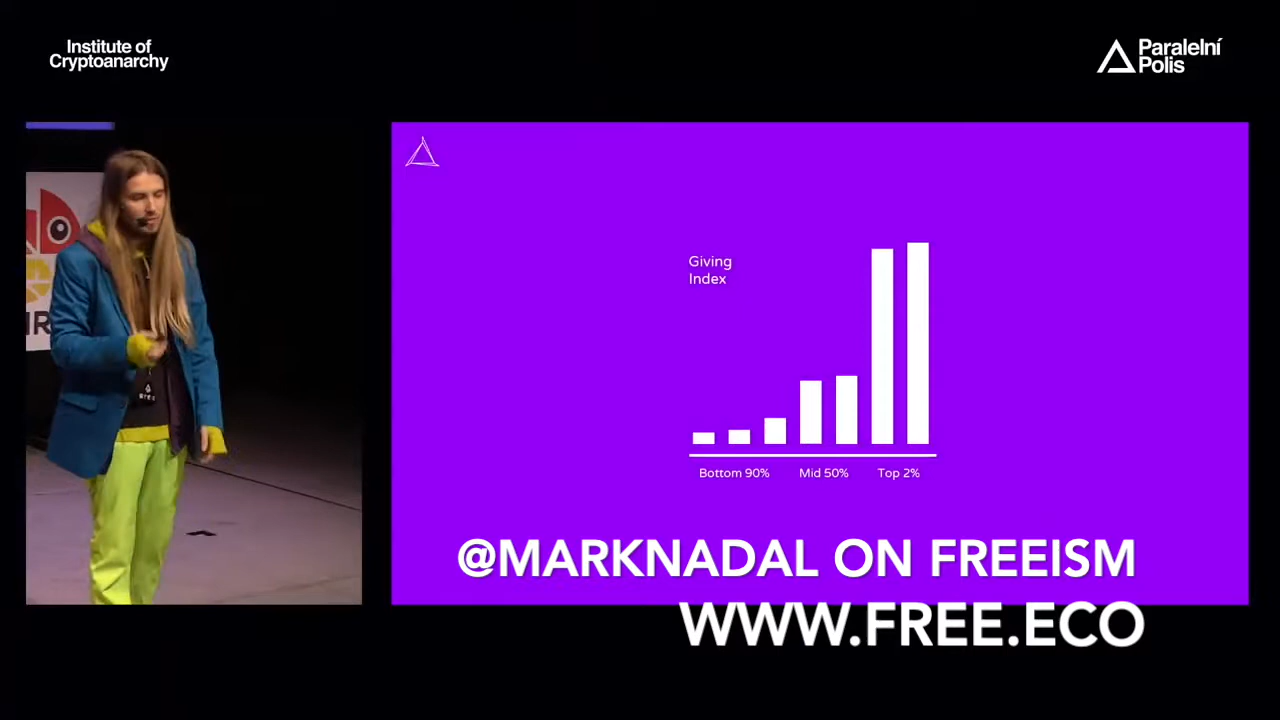 Institute of
Cryptoanarchy
Paralelní
Polis
Giving
Index
Bottom 90%
Mid 50%
Top 2%
@MARKNADAL ON FREEISM
WWW.FREE.ECO